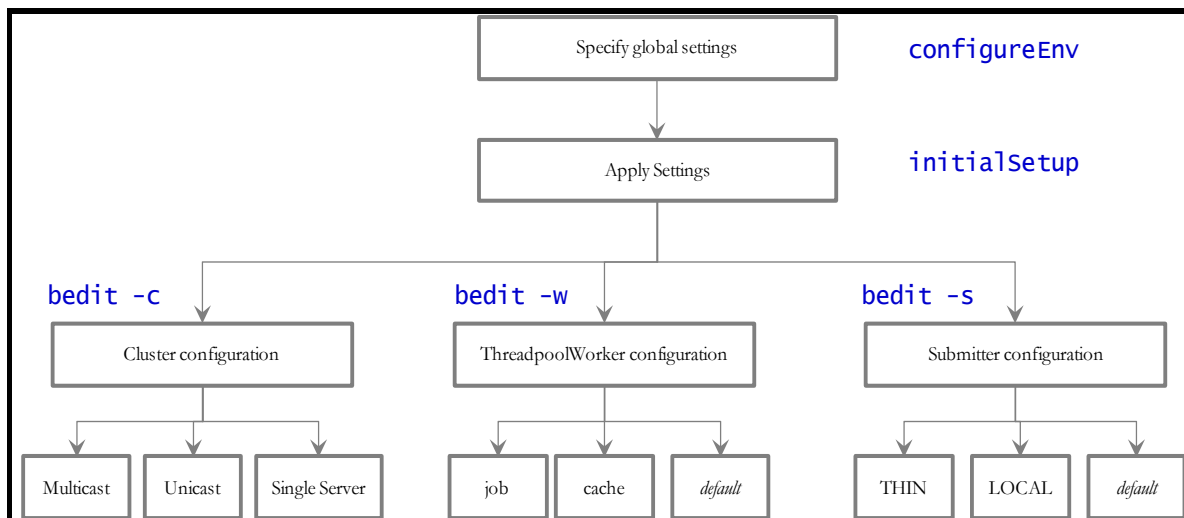 Specify global settings
configureEnv
Apply Settings
initialSetup
bedit -c
bedit -w
bedit -s
Cluster configuration
ThreadpoolWorker configuration
Submitter configuration
Multicast
Unicast
Single Server
job
cache
default
THIN
LOCAL
default